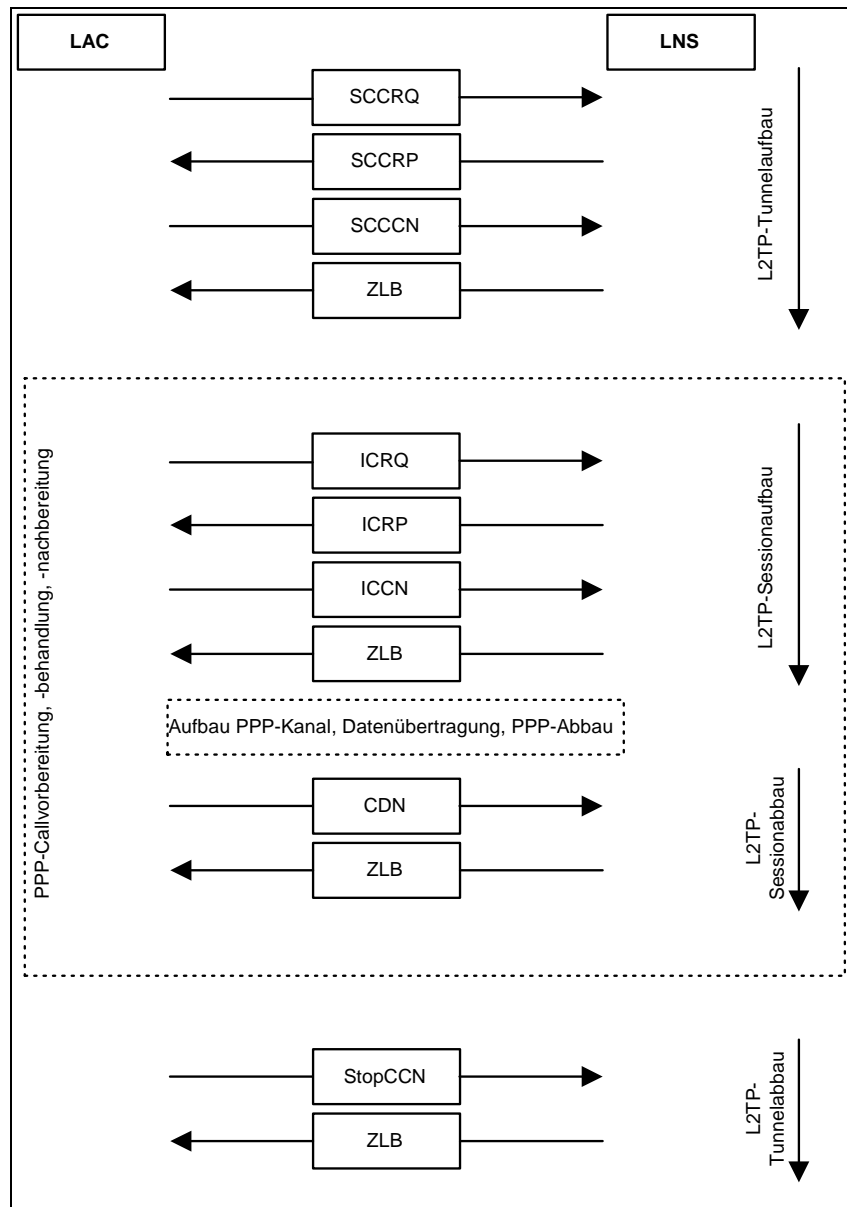 LAC
LNS
SCCRQ
SCCRP
SCCCN
ZLB
L2TP-Tunnelaufbau
PPP-Callvorbereitung, -behandlung, -nachbereitung
ICRQ
ICRP
ICCN
ZLB
L2TP-Sessionaufbau
Aufbau PPP-Kanal, Datenübertragung, PPP-Abbau
CDN
ZLB
L2TP-
Sessionabbau
StopCCN
ZLB
L2TP-
Tunnelabbau